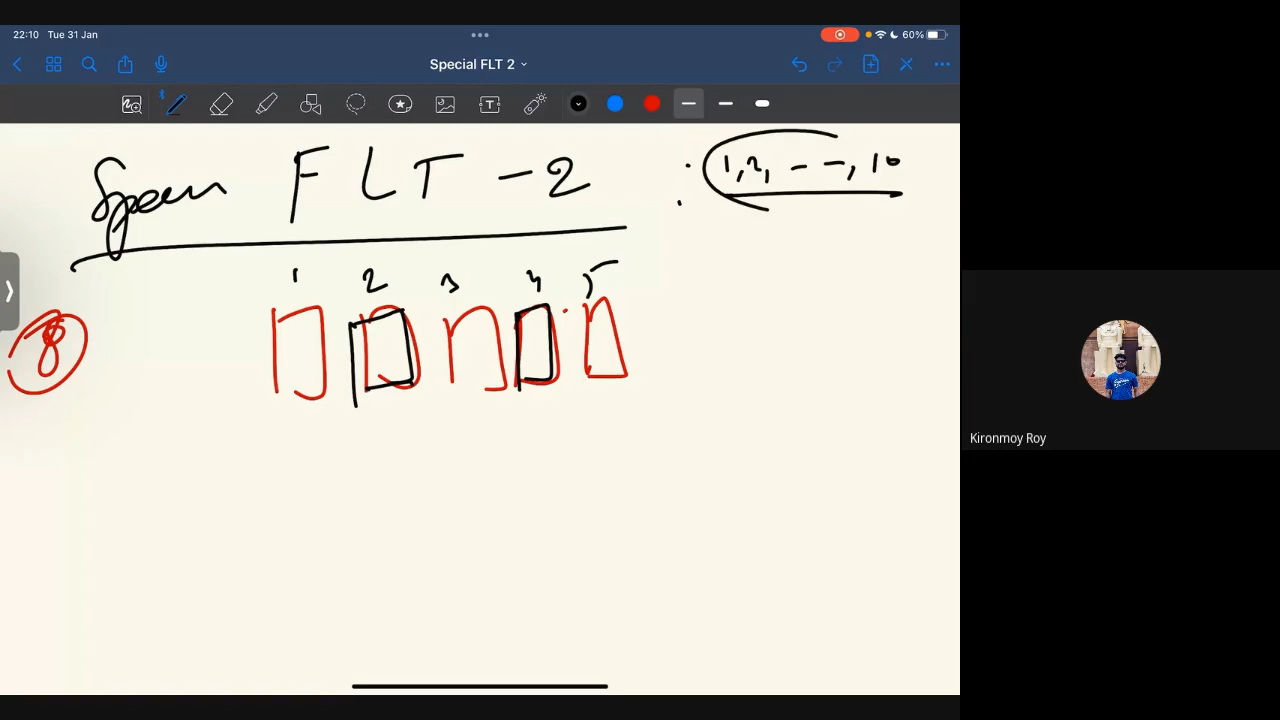 22:10 Tue 31 Jan
60%
Special FLT 2
T
FLT - 2
1, 2, - - , 10
1 2 3 4 5
8
Kironmoy Roy